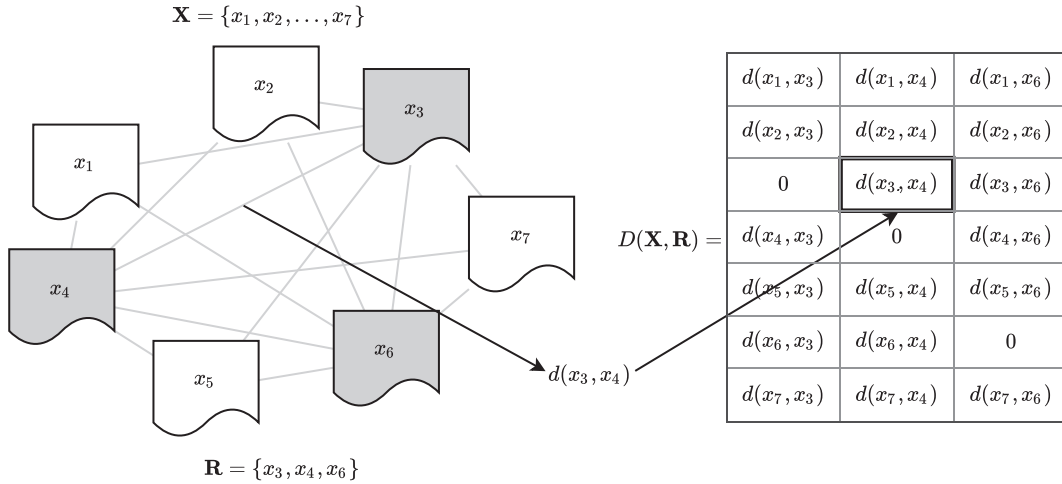 X = {x₁, x₂, …, x₇}
x₂
x₃
x₁
x₇
x₄
x₆
x₅
d(x₃, x₄)
R = {x₃, x₄, x₆}
D(X, R) =
d(x₁, x₃) d(x₁, x₄) d(x₁, x₆)
d(x₂, x₃) d(x₂, x₄) d(x₂, x₆)
0 d(x₃, x₄) d(x₃, x₆)
d(x₄, x₃) 0 d(x₄, x₆)
d(x₅, x₃) d(x₅, x₄) d(x₅, x₆)
d(x₆, x₃) d(x₆, x₄) 0
d(x₇, x₃) d(x₇, x₄) d(x₇, x₆)